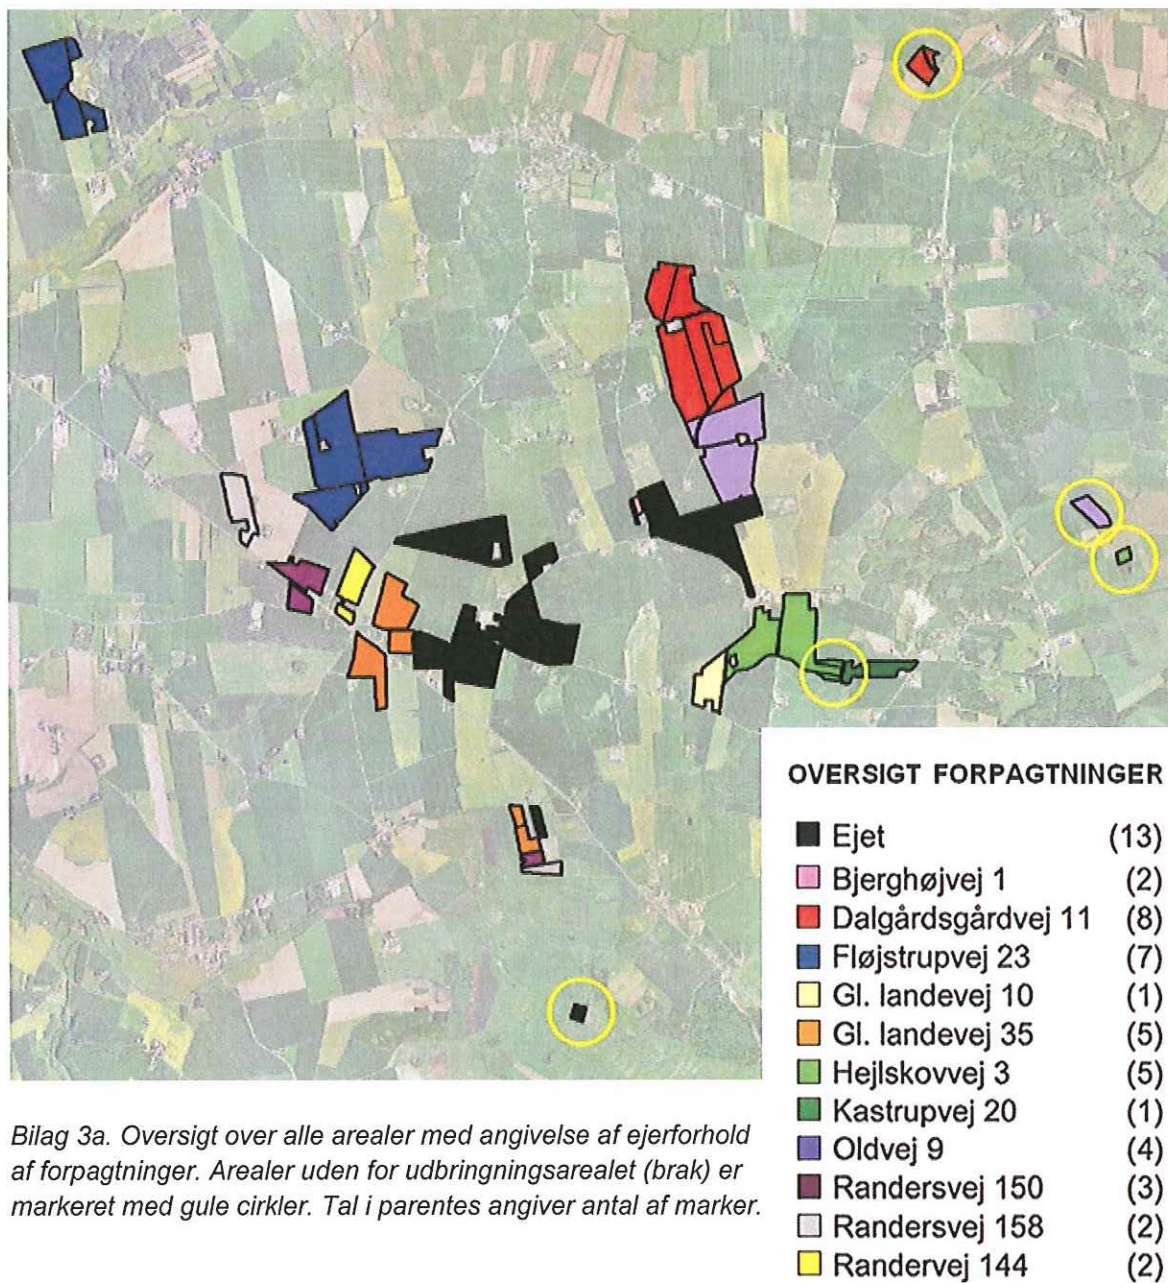 OVERSIGT FORPAGTNINGER
Ejet (13)
Bjerghøjvej 1 (2)
Dalgårdsgårdvej 11 (8)
Fløjstrupvej 23 (7)
Gl. landevej 10 (1)
Gl. landevej 35 (5)
Hejlskovvej 3 (5)
Kastrupvej 20 (1)
Oldvej 9 (4)
Randersvej 150 (3)
Randersvej 158 (2)
Randervej 144 (2)
Bilag 3a. Oversigt over alle arealer med angivelse af ejerforhold
af forpagtninger. Arealer uden for udbringningsarealet (brak) er
markeret med gule cirkler. Tal i parentes angiver antal af marker.